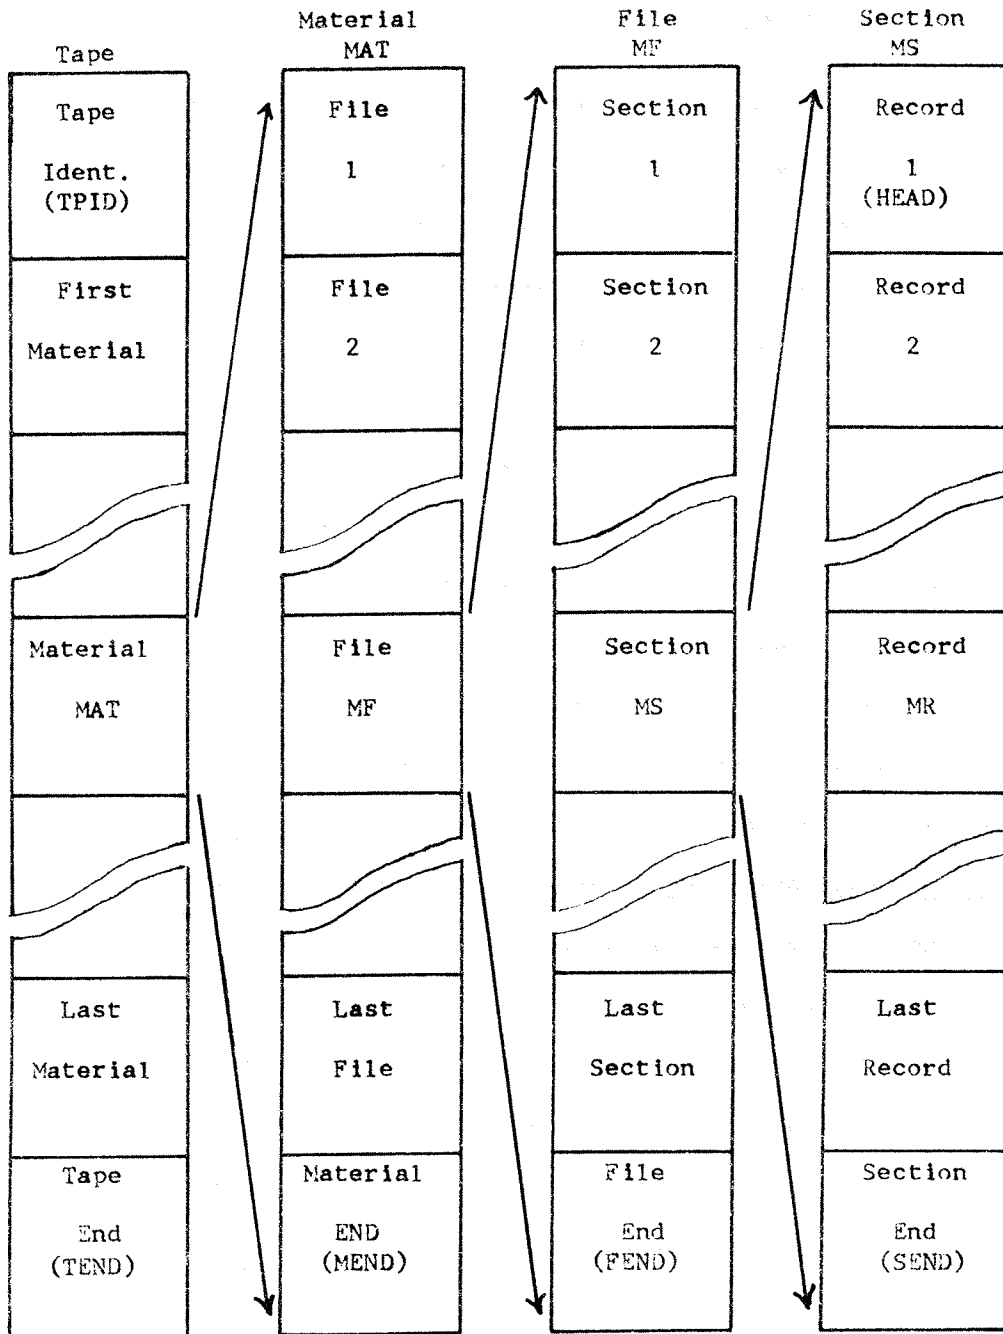 Tape
Material
MAT
File
MF
Section
MS
Tape
Ident.
(TPID)
First
Material
Material
MAT
Last
Material
Tape
End
(TEND)
File
1
File
2
File
MF
Last
File
Material
END
(MEND)
Section
1
Section
2
Section
MS
Last
Section
File
End
(FEND)
Record
1
(HEAD)
Record
2
Record
MR
Last
Record
Section
End
(SEND)